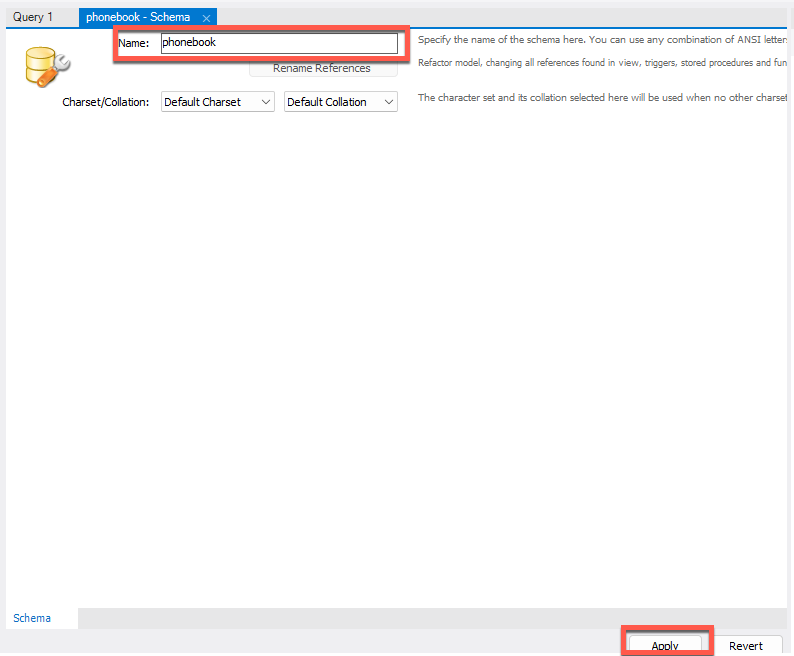 Query 1
phonebook - Schema
Name: phonebook
Specify the name of the schema here. You can use any combination of ANSI letters
Rename References
Refactor model, changing all references found in view, triggers, stored procedures and fun
Charset/Collation: Default Charset Default Collation
The character set and its collation selected here will be used when no other charset
Schema
Apply Revert